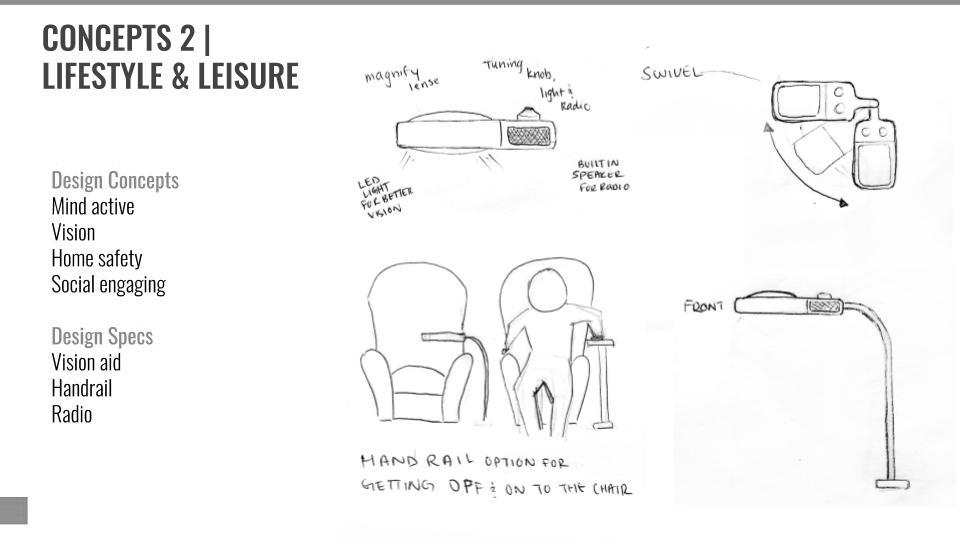 CONCEPTS 2 |
LIFESTYLE & LEISURE
Design Concepts
Mind active
Vision
Home safety
Social engaging
Design Specs
Vision aid
Handrail
Radio
magnify
lense
Tuning
knob,
light &
Radio
LED
LIGHT
FOR BETTER
VISION
BUILT IN
SPEAKER
FOR RADIO
SWIVEL
FRONT
HAND RAIL OPTION FOR
GETTING OFF & ON TO THE CHAIR